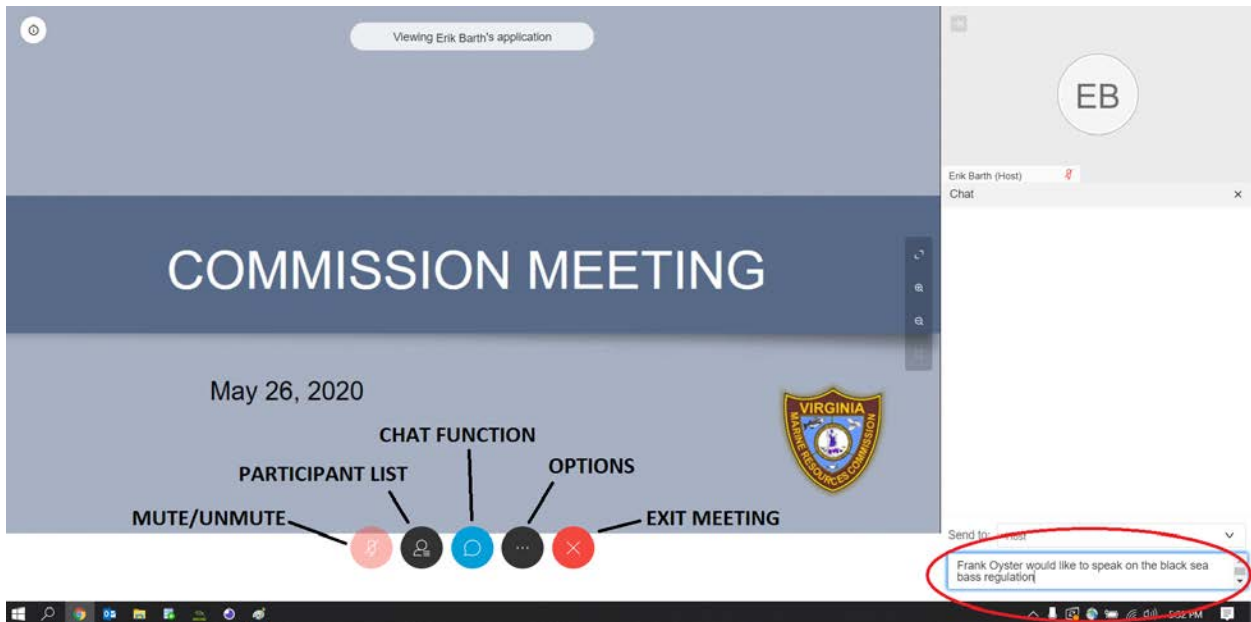 Viewing Erik Barth's application
EB
Erik Barth (Host)
Chat
COMMISSION MEETING
May 26, 2020
VIRGINIA
MARINE RESOURCES COMMISSION
CHAT FUNCTION
PARTICIPANT LIST
OPTIONS
MUTE/UNMUTE
EXIT MEETING
Send to:
Host
Frank Oyster would like to speak on the black sea
bass regulation
PM